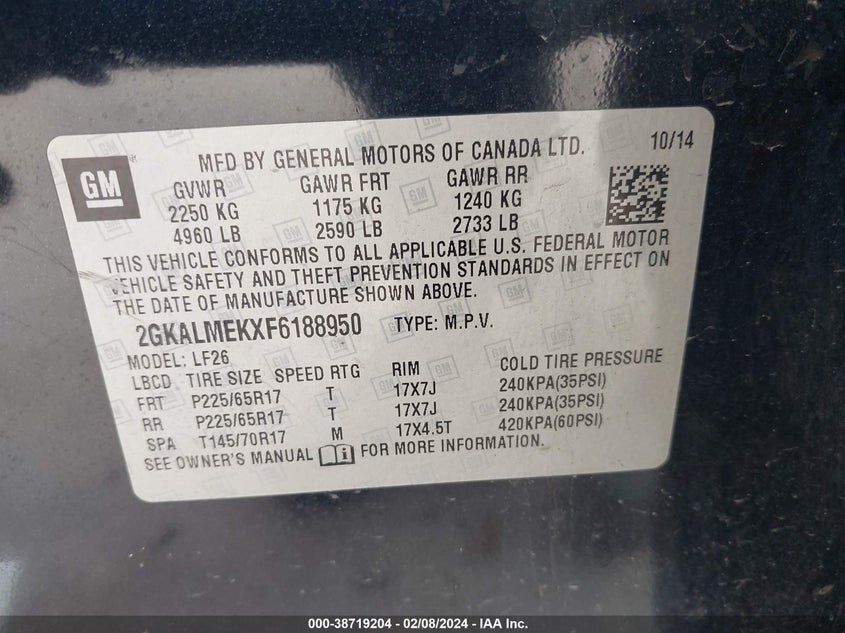 GM
MFD BY GENERAL MOTORS OF CANADA LTD. 10/14
GVWR GAWR FRT GAWR RR
2250 KG 1175 KG 1240 KG
4960 LB 2590 LB 2733 LB
THIS VEHICLE CONFORMS TO ALL APPLICABLE U.S. FEDERAL MOTOR
VEHICLE SAFETY AND THEFT PREVENTION STANDARDS IN EFFECT ON
THE DATE OF MANUFACTURE SHOWN ABOVE.
2GKALMEKXF6188950 TYPE: M.P.V.
MODEL: LF26
LBCD TIRE SIZE SPEED RTG RIM COLD TIRE PRESSURE
FRT P225/65R17 T 17X7J 240KPA(35PSI)
RR P225/65R17 T 17X7J 240KPA(35PSI)
SPA T145/70R17 M 17X4.5T 420KPA(60PSI)
SEE OWNER'S MANUAL FOR MORE INFORMATION.
000-38719204 - 02/08/2024 - IAA Inc.